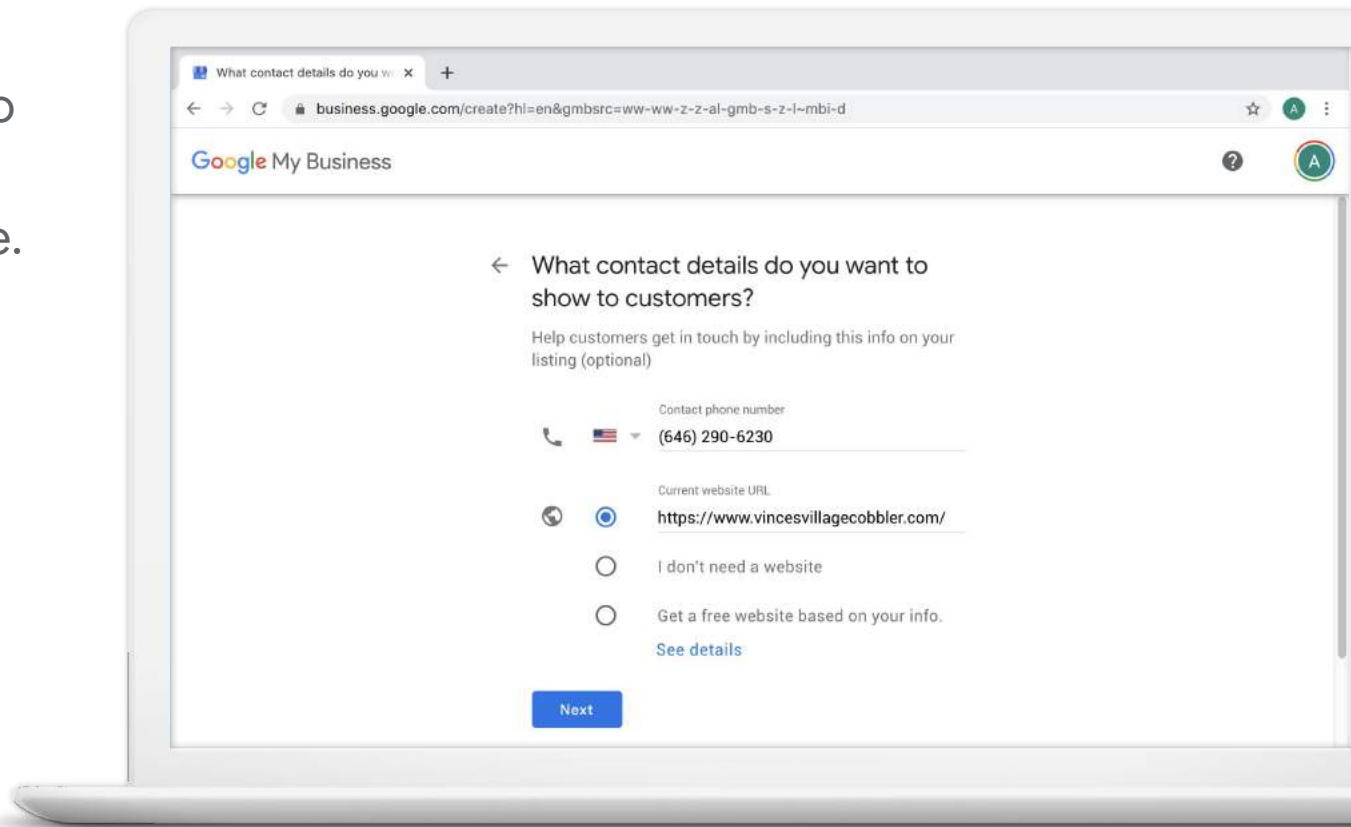 What contact details do you w
business.google.com/create?hl=en&gmbsrc=ww-ww-z-z-al-gmb-s-z-l~mbi-d
A
Google My Business
A
What contact details do you want to
show to customers?
Help customers get in touch by including this info on your
listing (optional)
Contact phone number
(646) 290-6230
Current website URL
https://www.vincesvillagecobbler.com/
I don't need a website
Get a free website based on your info.
See details
Next